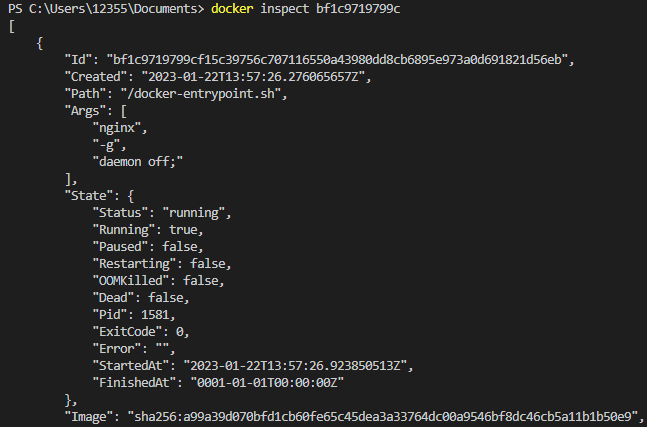 PS C:\Users\12355\Documents> docker inspect bf1c9719799c
[
    {
        "Id": "bf1c9719799cf15c39756c707116550a43980dd8cb6895e973a0d691821d56eb",
        "Created": "2023-01-22T13:57:26.276065657Z",
        "Path": "/docker-entrypoint.sh",
        "Args": [
            "nginx",
            "-g",
            "daemon off;"
        ],
        "State": {
            "Status": "running",
            "Running": true,
            "Paused": false,
            "Restarting": false,
            "OOMKilled": false,
            "Dead": false,
            "Pid": 1581,
            "ExitCode": 0,
            "Error": "",
            "StartedAt": "2023-01-22T13:57:26.923850513Z",
            "FinishedAt": "0001-01-01T00:00:00Z"
        },
        "Image": "sha256:a99a39d070bfd1cb60fe65c45dea3a33764dc00a9546bf8dc46cb5a11b1b50e9",